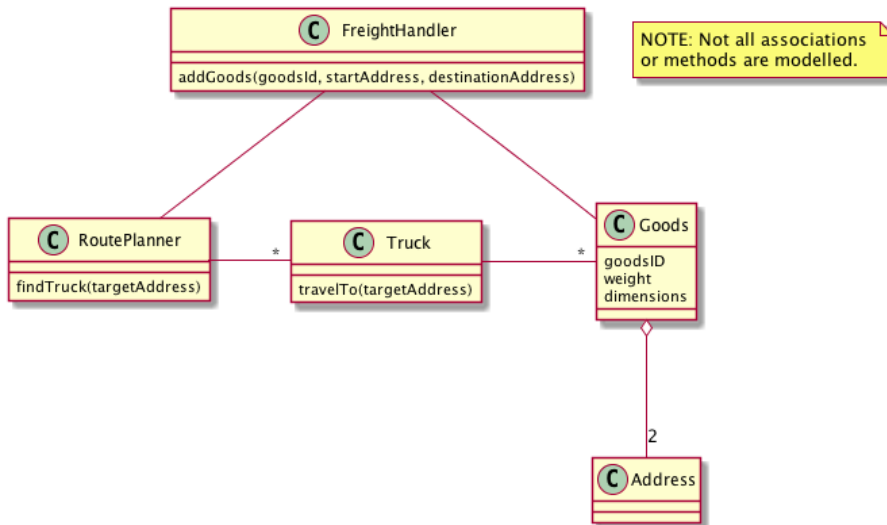 C FreightHandler
addGoods(goodsId, startAddress, destinationAddress)
NOTE: Not all associations
or methods are modelled.
C RoutePlanner
findTruck(targetAddress)
*
C Truck
travelTo(targetAddress)
*
C Goods
goodsID
weight
dimensions
2
C Address